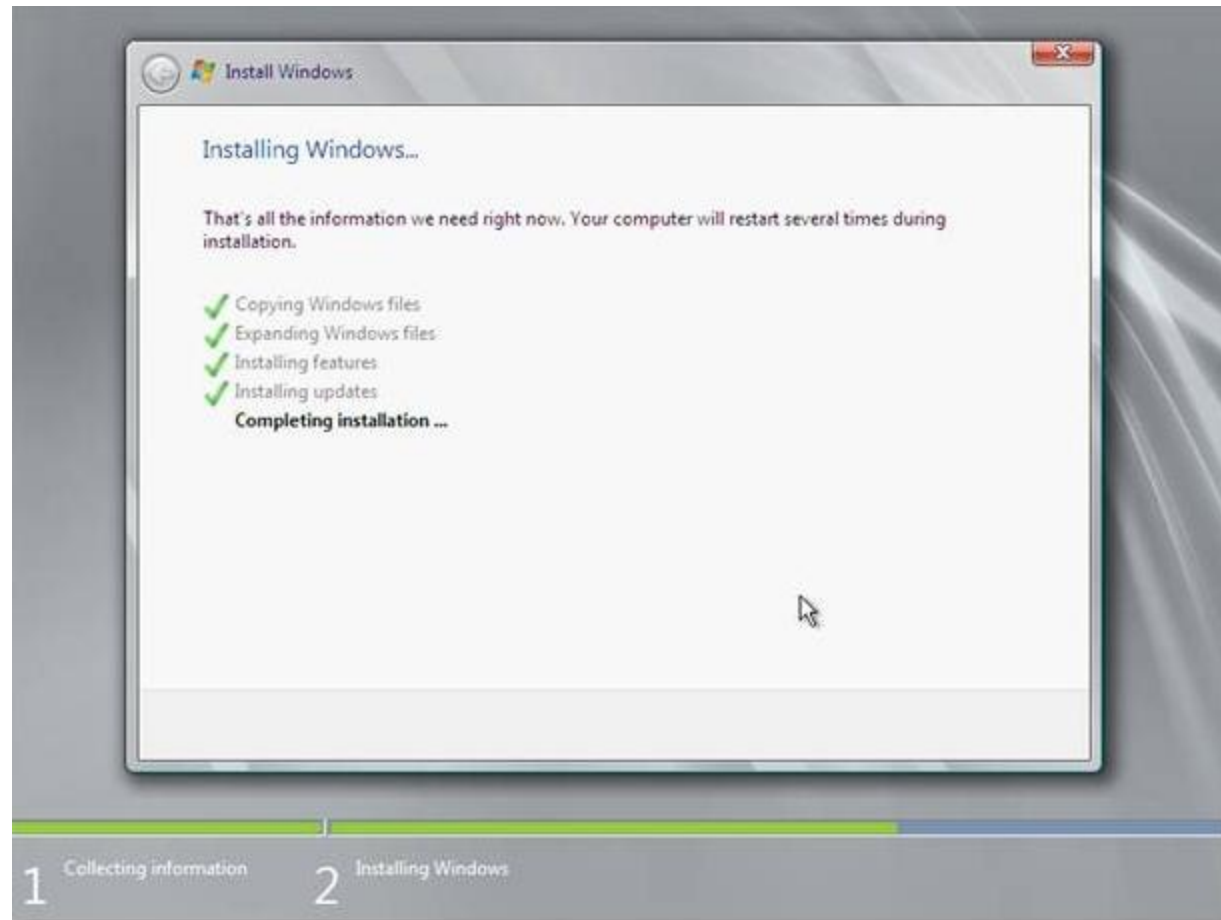 Install Windows
Installing Windows...
That's all the information we need right now. Your computer will restart several times during
installation.
Copying Windows files
Expanding Windows files
Installing features
Installing updates
Completing installation ...
1 Collecting information
2 Installing Windows